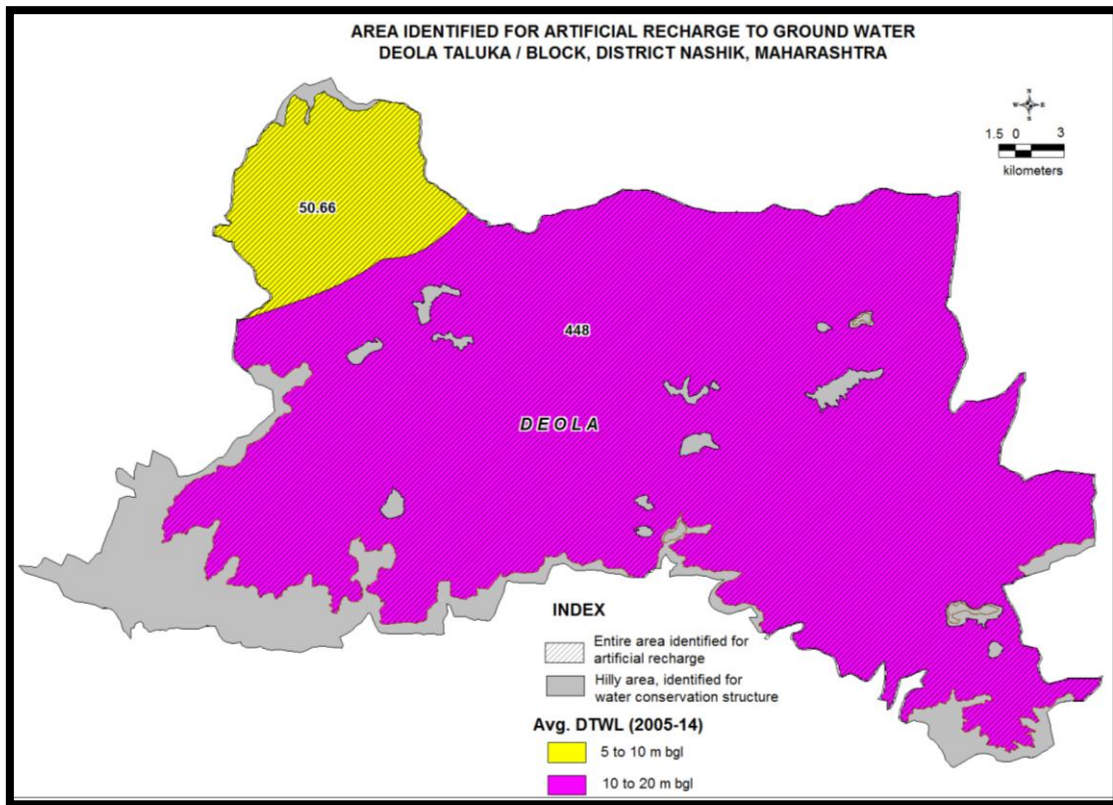 AREA IDENTIFIED FOR ARTIFICIAL RECHARGE TO GROUND WATER
DEOLA TALUKA / BLOCK, DISTRICT NASHIK, MAHARASHTRA
N
W E
S
1.5 0 3
kilometers
50.66
448
DEOLA
INDEX
Entire area identified for
artificial recharge
Hilly area, identified for
water conservation structure
Avg. DTWL (2005-14)
5 to 10 m bgl
10 to 20 m bgl